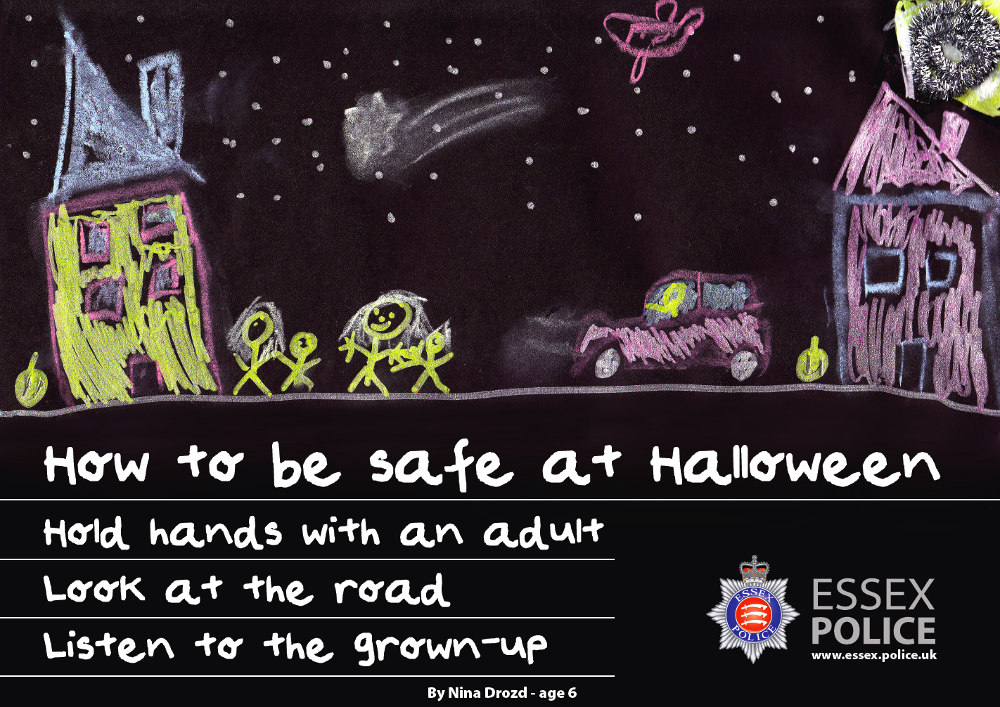 How to be safe at Halloween
Hold hands with an adult
Look at the road
Listen to the grown-up
By Nina Drozd - age 6
ESSEX
POLICE
ESSEX
POLICE
www.essex.police.uk